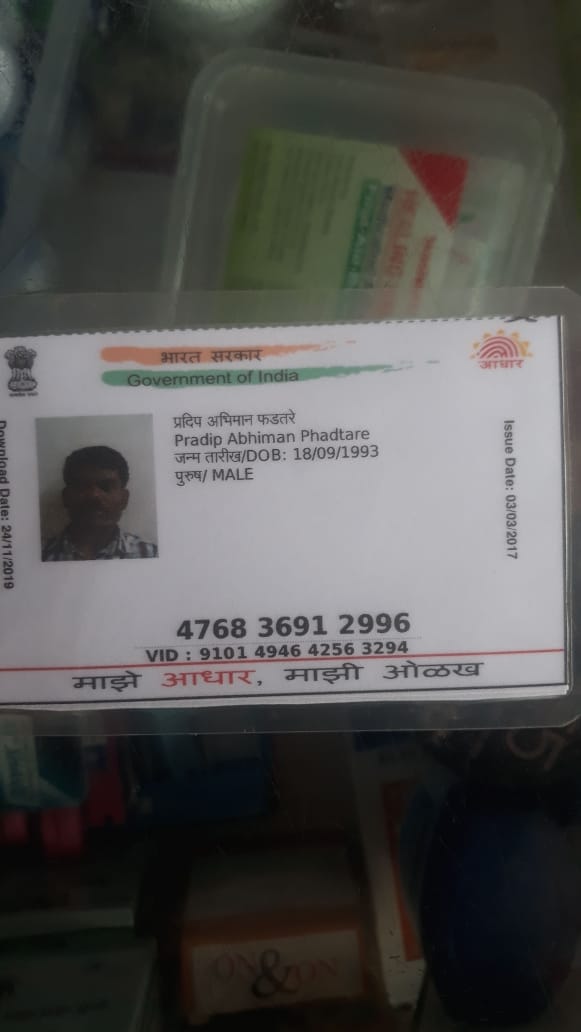 भारत सरकार
Government of India
आधार
प्रदिप अभिमान फडतरे
Pradip Abhiman Phadtare
जन्म तारीख/DOB: 18/09/1993
पुरुष/ MALE
Download Date: 24/11/2019
Issue Date: 03/03/2017
4768 3691 2996
VID : 9101 4946 4256 3294
माझे आधार, माझी ओळख
ON&ON